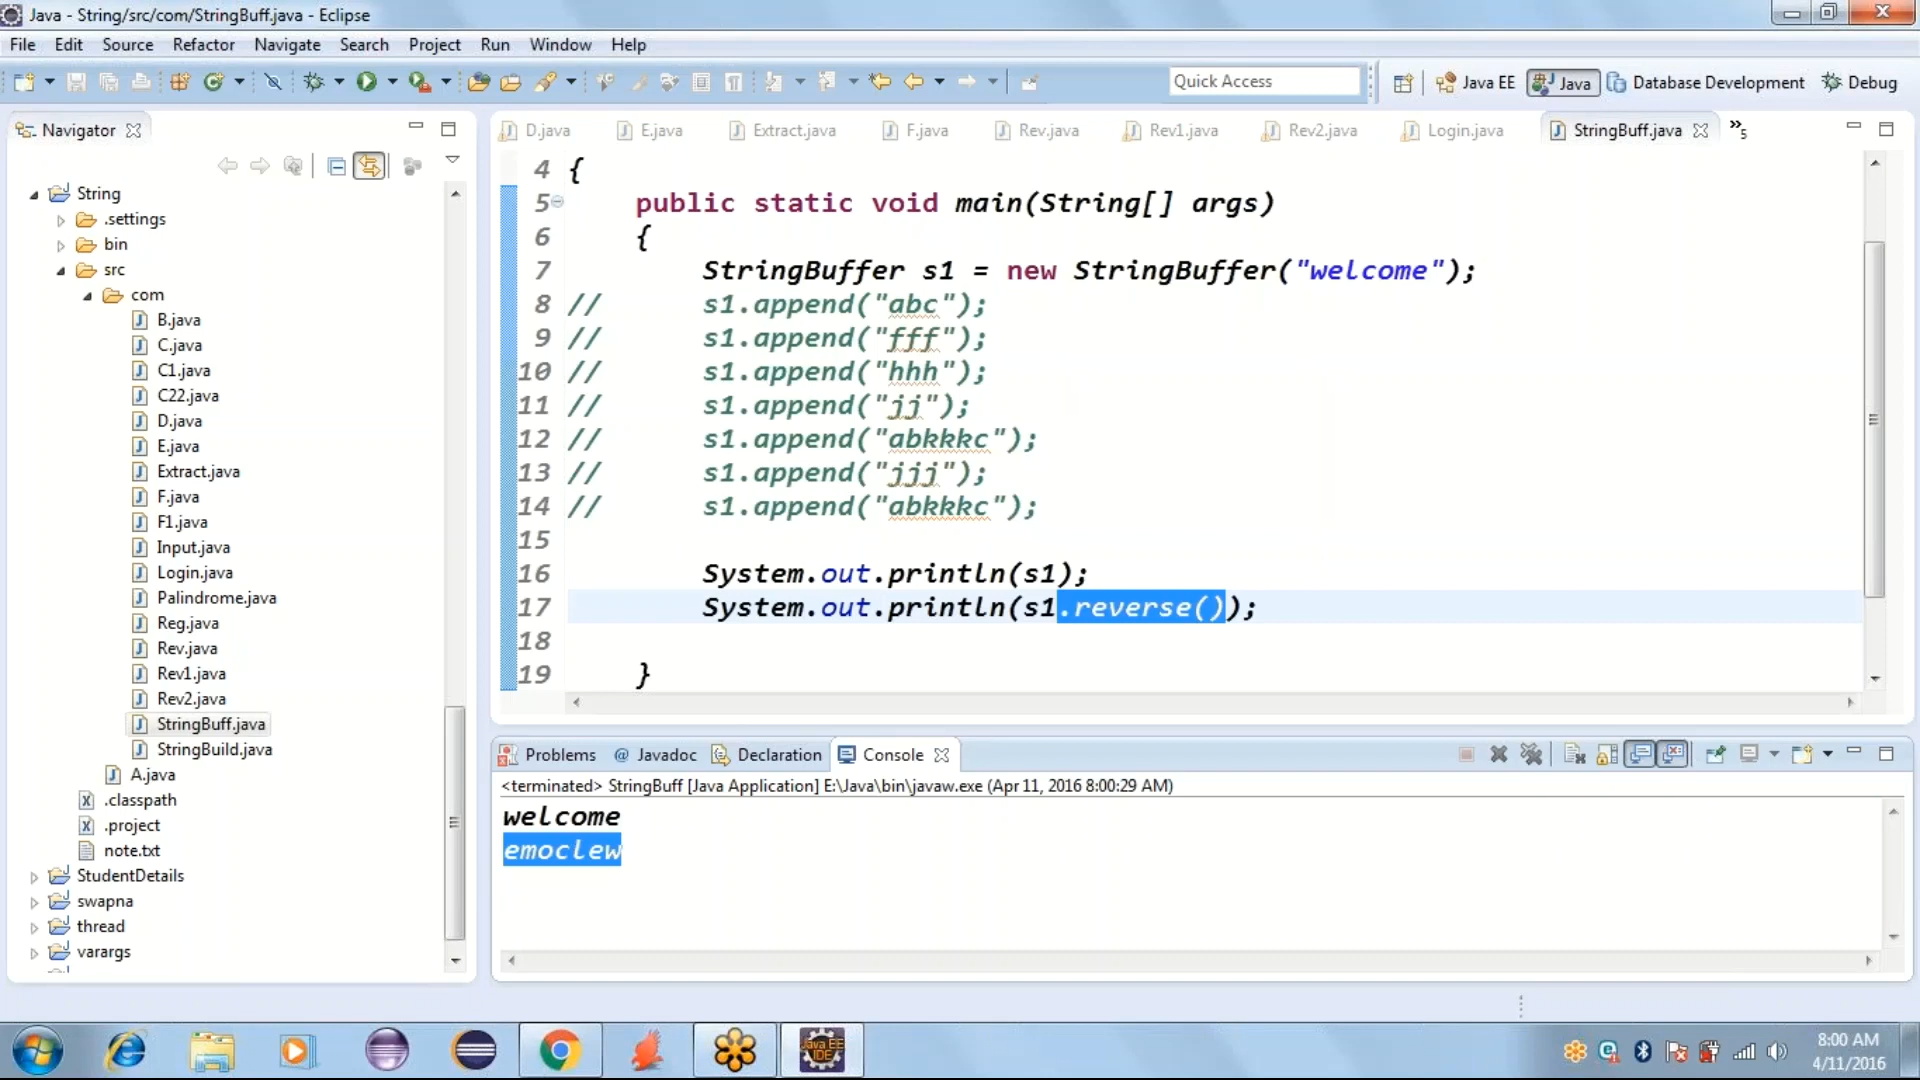 Java - String/src/com/StringBuff.java - Eclipse
File Edit Source Refactor Navigate Search Project Run Window Help
Quick Access
Java EE
Java
Database Development
Debug
Navigator
String
.settings
bin
src
com
B.java
C.java
C1.java
C22.java
D.java
E.java
Extract.java
F.java
F1.java
Input.java
Login.java
Palindrome.java
Reg.java
Rev.java
Rev1.java
Rev2.java
StringBuff.java
StringBuild.java
A.java
.classpath
.project
note.txt
StudentDetails
swapna
thread
varargs
D.java E.java Extract.java F.java Rev.java Rev1.java Rev2.java Login.java StringBuff.java »5
4 {
5 public static void main(String[] args)
6 {
7 StringBuffer s1 = new StringBuffer("welcome");
8 // s1.append("abc");
9 // s1.append("fff");
10 // s1.append("hhh");
11 // s1.append("jj");
12 // s1.append("abkkkc");
13 // s1.append("jjj");
14 // s1.append("abkkkc");
15
16 System.out.println(s1);
17 System.out.println(s1.reverse());
18
19 }
Problems @ Javadoc Declaration Console
<terminated> StringBuff [Java Application] E:\Java\bin\javaw.exe (Apr 11, 2016 8:00:29 AM)
welcome
emoclew
Java EE
IDE
8:00 AM
4/11/2016